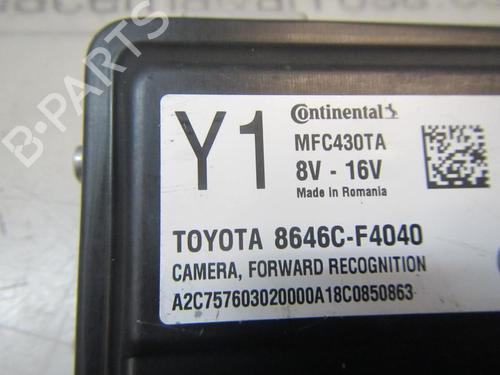 Continental
Y1
MFC430TA
8V - 16V
Made in Romania
TOYOTA 8646C-F4040
CAMERA, FORWARD RECOGNITION
A2C757603020000A18C0850863
B-PARTS